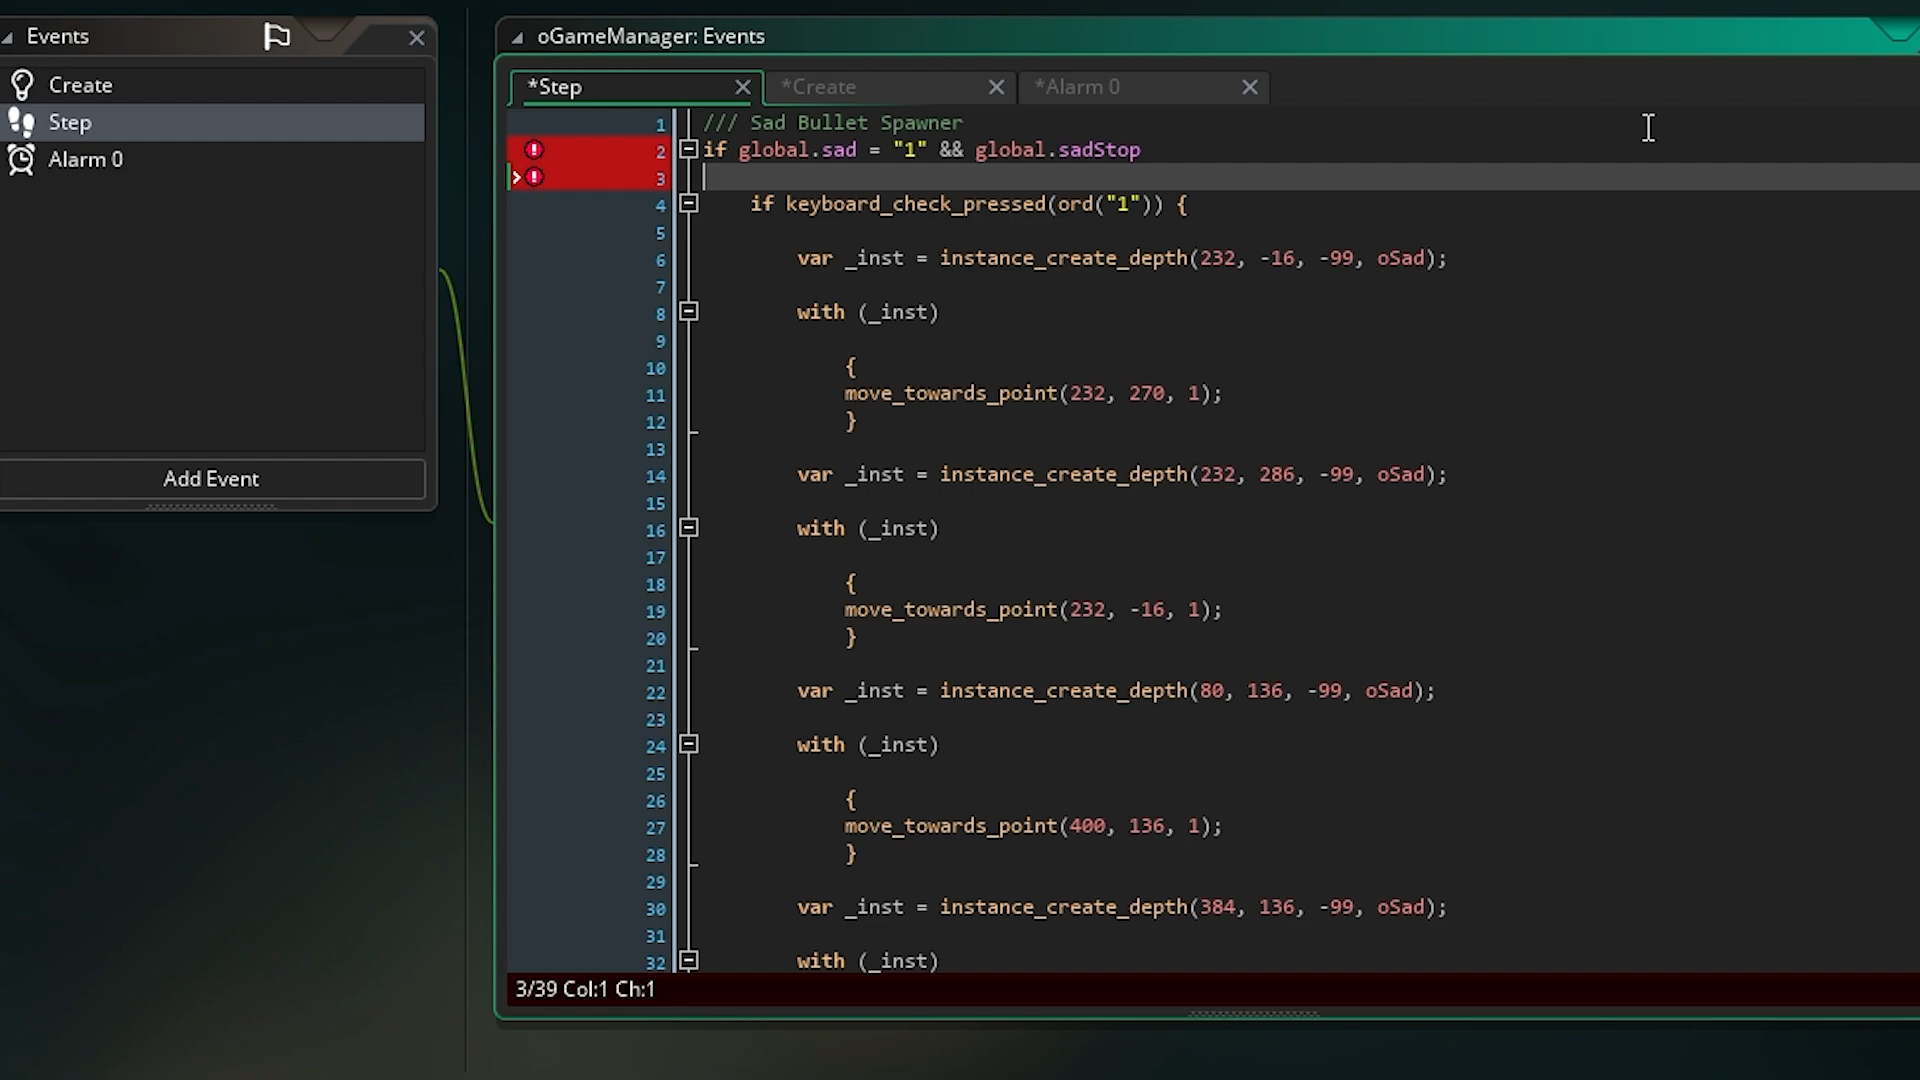 Events
Create
Step
Alarm 0
Add Event
oGameManager: Events
*Step
*Create
*Alarm 0
1 /// Sad Bullet Spawner
2 if global.sad = "1" && global.sadStop
3
4 if keyboard_check_pressed(ord("1")) {
5
6 var _inst = instance_create_depth(232, -16, -99, oSad);
7
8 with (_inst)
9
10 {
11 move_towards_point(232, 270, 1);
12 }
13
14 var _inst = instance_create_depth(232, 286, -99, oSad);
15
16 with (_inst)
17
18 {
19 move_towards_point(232, -16, 1);
20 }
21
22 var _inst = instance_create_depth(80, 136, -99, oSad);
23
24 with (_inst)
25
26 {
27 move_towards_point(400, 136, 1);
28 }
29
30 var _inst = instance_create_depth(384, 136, -99, oSad);
31
32 with (_inst)
3/39 Col:1 Ch:1